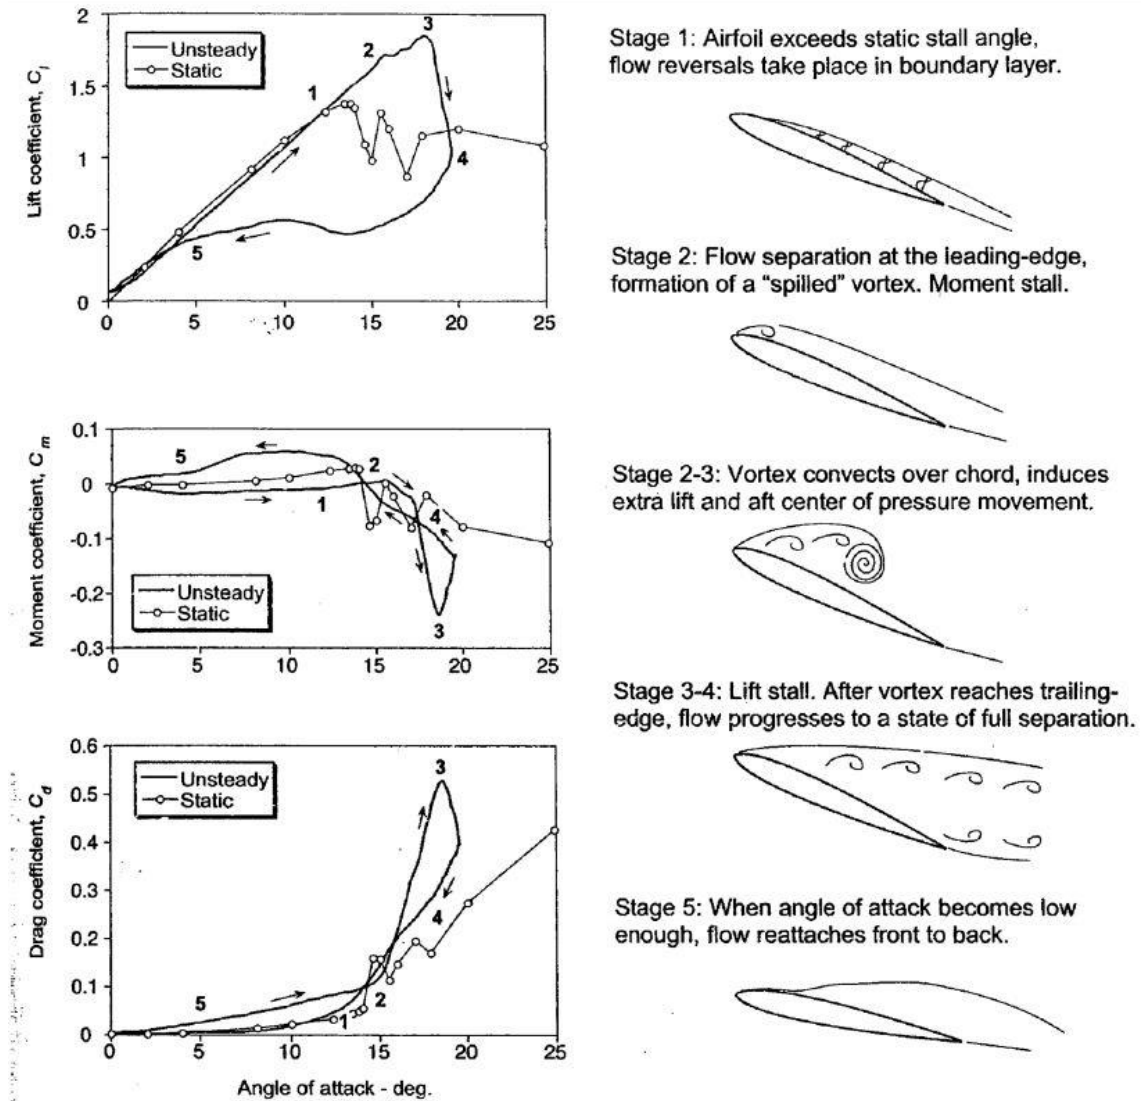 2
1.5
1
0.5
0
Lift coefficient, C_l
Unsteady
Static
1
2
3
4
5
0 5 10 15 20 25
0.1
0
-0.1
-0.2
-0.3
Moment coefficient, C_m
Unsteady
Static
5
2
1
4
3
0 5 10 15 20 25
0.6
0.5
0.4
0.3
0.2
0.1
0
Drag coefficient, C_d
Unsteady
Static
3
4
5
2
1
0 5 10 15 20 25
Angle of attack - deg.
Stage 1: Airfoil exceeds static stall angle,
flow reversals take place in boundary layer.
Stage 2: Flow separation at the leading-edge,
formation of a “spilled” vortex. Moment stall.
Stage 2-3: Vortex convects over chord, induces
extra lift and aft center of pressure movement.
Stage 3-4: Lift stall. After vortex reaches trailing-
edge, flow progresses to a state of full separation.
Stage 5: When angle of attack becomes low
enough, flow reattaches front to back.